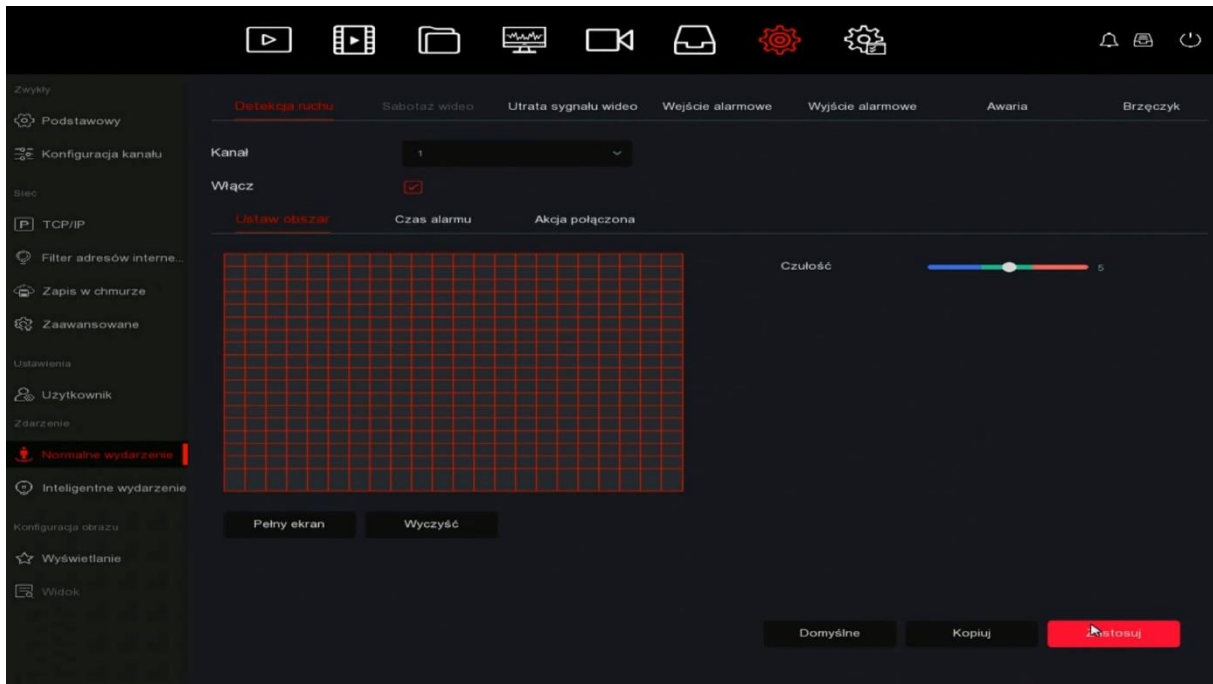 Zwykły
Podstawowy
Konfiguracja kanału
Sieć
P TCP/IP
Filter adresów interne...
Zapis w chmurze
Zaawansowane
Ustawienia
Użytkownik
Zdarzenie
Normalne wydarzenie
Inteligentne wydarzenie
Konfiguracja obrazu
Wyświetlanie
Widok
Detekcja ruchu Sabotaż wideo Utrata sygnału wideo Wejście alarmowe Wyjście alarmowe Awaria Brzęczyk
Kanał 1
Włącz
Ustaw obszar Czas alarmu Akcja połączona
Czułość 5
Pełny ekran Wyczyść
Domyślne Kopiuj Zastosuj